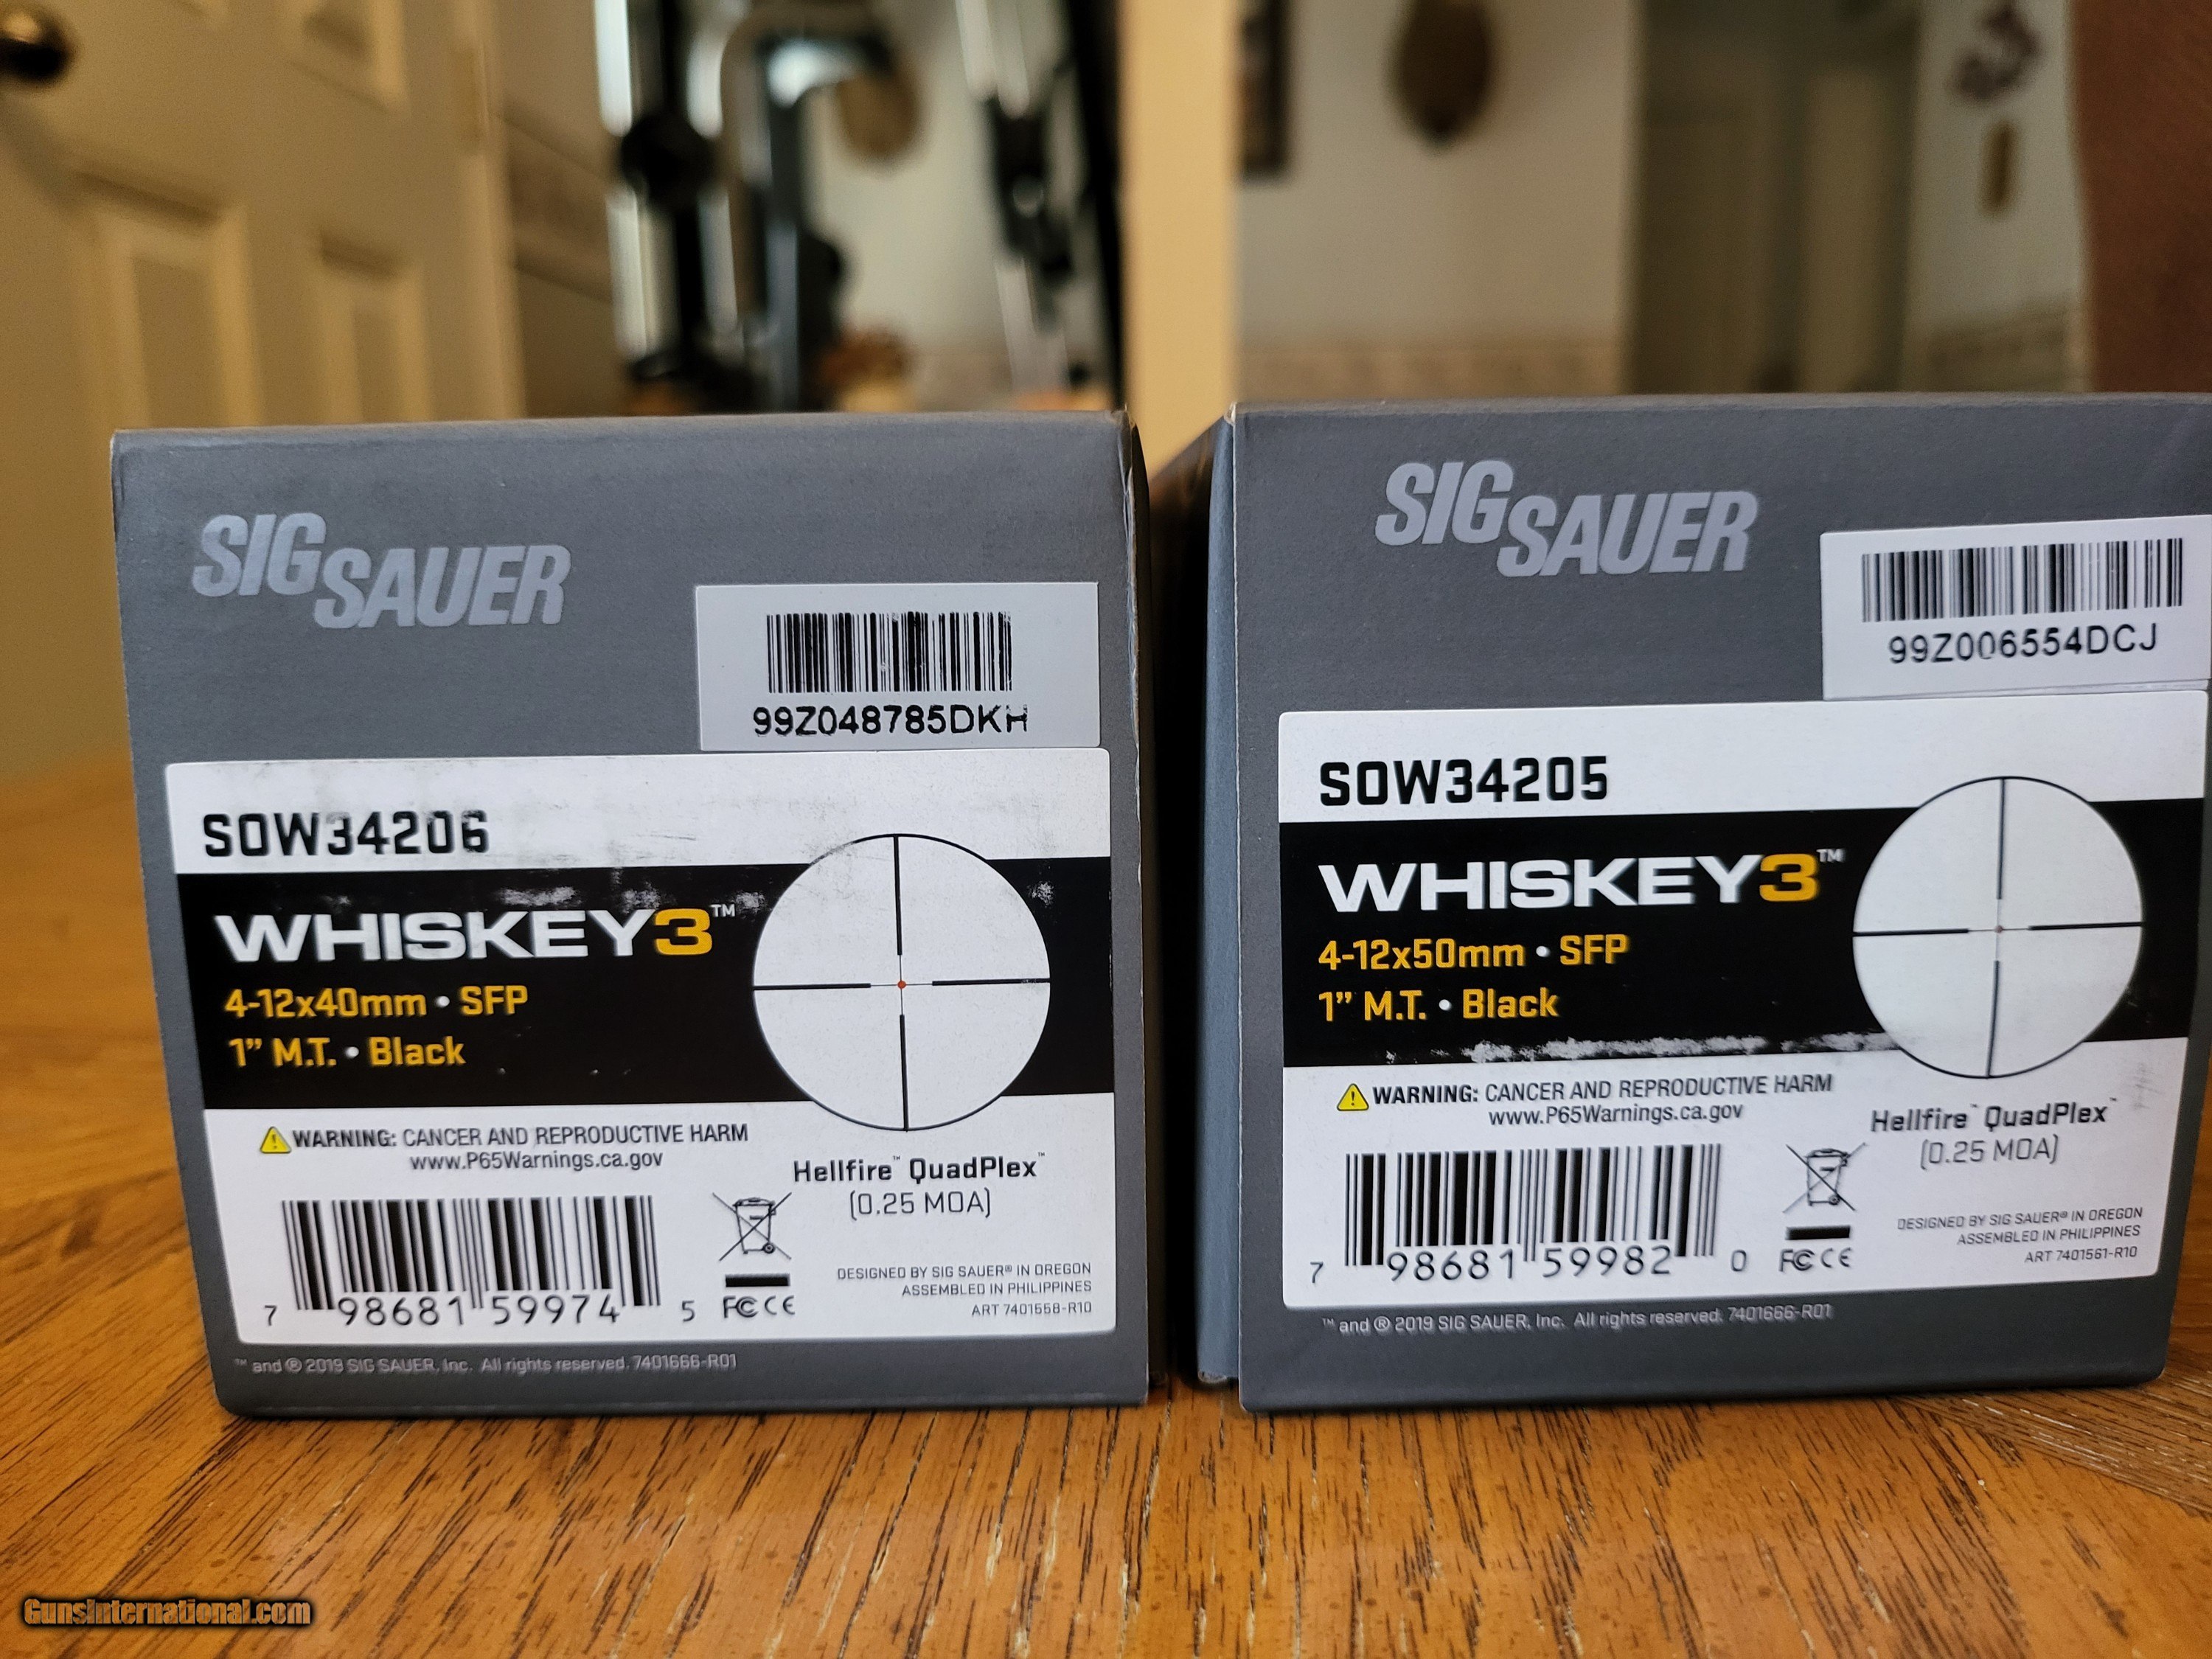 SIG SAUER
99Z048785DKH
SOW34206
WHISKEY3™
4-12x40mm • SFP
1" M.T. • Black
WARNING: CANCER AND REPRODUCTIVE HARM
www.P65Warnings.ca.gov
Hellfire™ QuadPlex™
(0.25 MOA)
7 98681 59974 5
FC CE
DESIGNED BY SIG SAUER® IN OREGON
ASSEMBLED IN PHILIPPINES
ART 7401558-R10
™ and ® 2019 SIG SAUER, Inc. All rights reserved. 7401666-R01
SIG SAUER
99Z006554DCJ
SOW34205
WHISKEY3™
4-12x50mm • SFP
1" M.T. • Black
WARNING: CANCER AND REPRODUCTIVE HARM
www.P65Warnings.ca.gov
Hellfire™ QuadPlex™
(0.25 MOA)
7 98681 59982 0
FC CE
DESIGNED BY SIG SAUER® IN OREGON
ASSEMBLED IN PHILIPPINES
ART 7401561-R10
™ and ® 2019 SIG SAUER, Inc. All rights reserved. 7401666-R01
GunsInternational.com